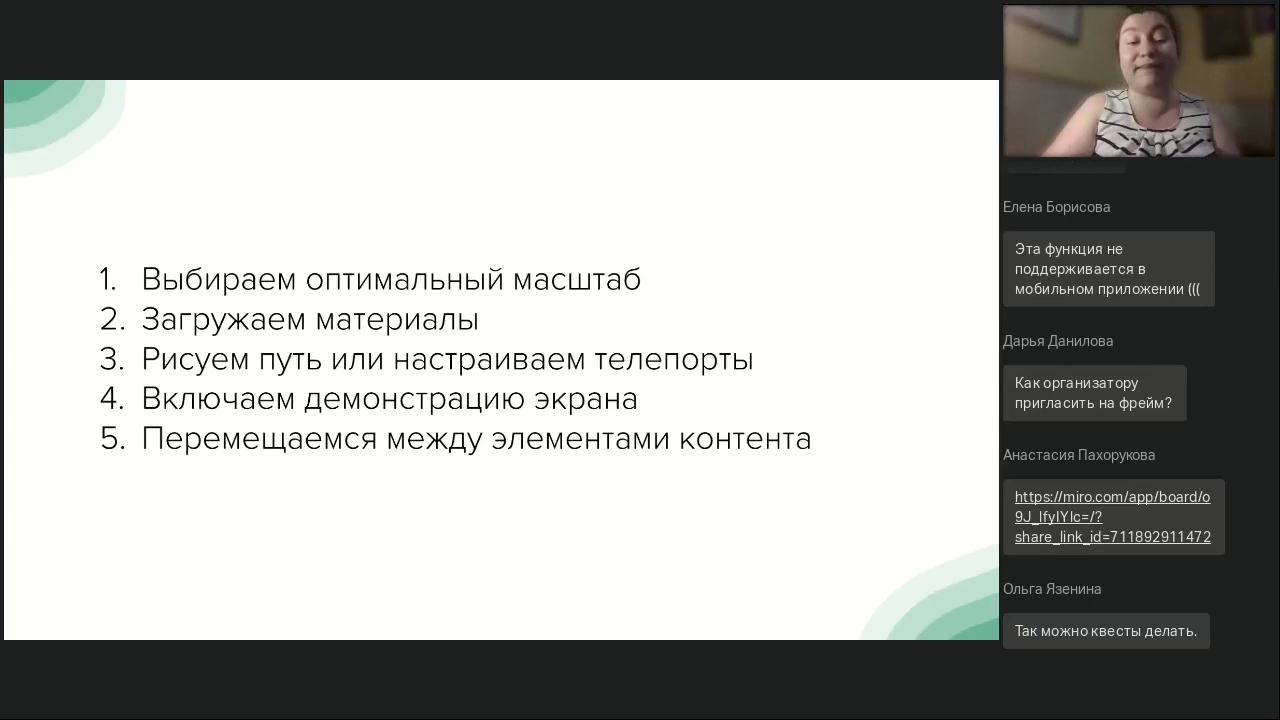 1. Выбираем оптимальный масштаб
2. Загружаем материалы
3. Рисуем путь или настраиваем телепорты
4. Включаем демонстрацию экрана
5. Перемещаемся между элементами контента
Елена Борисова
Эта функция не
поддерживается в
мобильном приложении (((
Дарья Данилова
Как организатору
пригласить на фрейм?
Анастасия Пахорукова
https://miro.com/app/board/o
9J_lfyIYlc=/?
share_link_id=711892911472
Ольга Язенина
Так можно квесты делать.